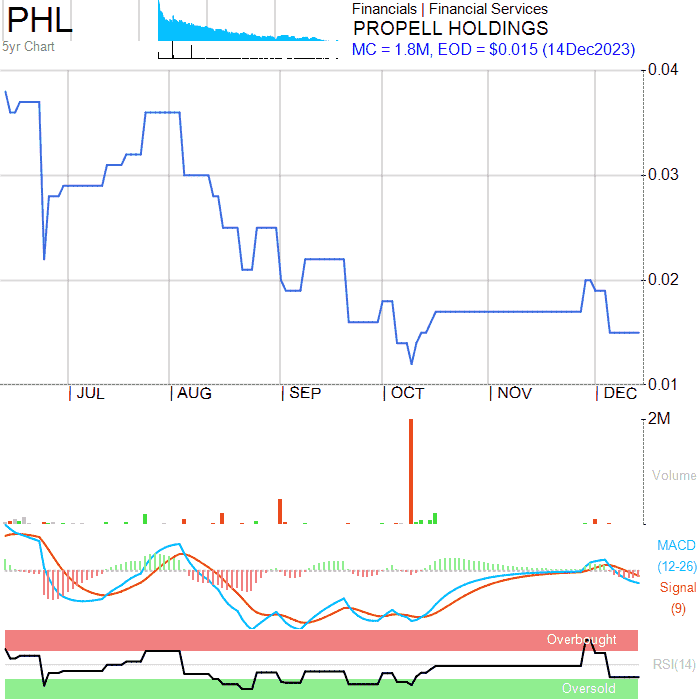 PHL
5yr Chart
Financials | Financial Services
PROPELL HOLDINGS
MC = 1.8M, EOD = $0.015 (14Dec2023)
0.04
0.03
0.02
0.01
| JUL | AUG | SEP | OCT | NOV | DEC
2M
Volume
MACD
(12-26)
Signal
(9)
Overbought
RSI(14)
Oversold